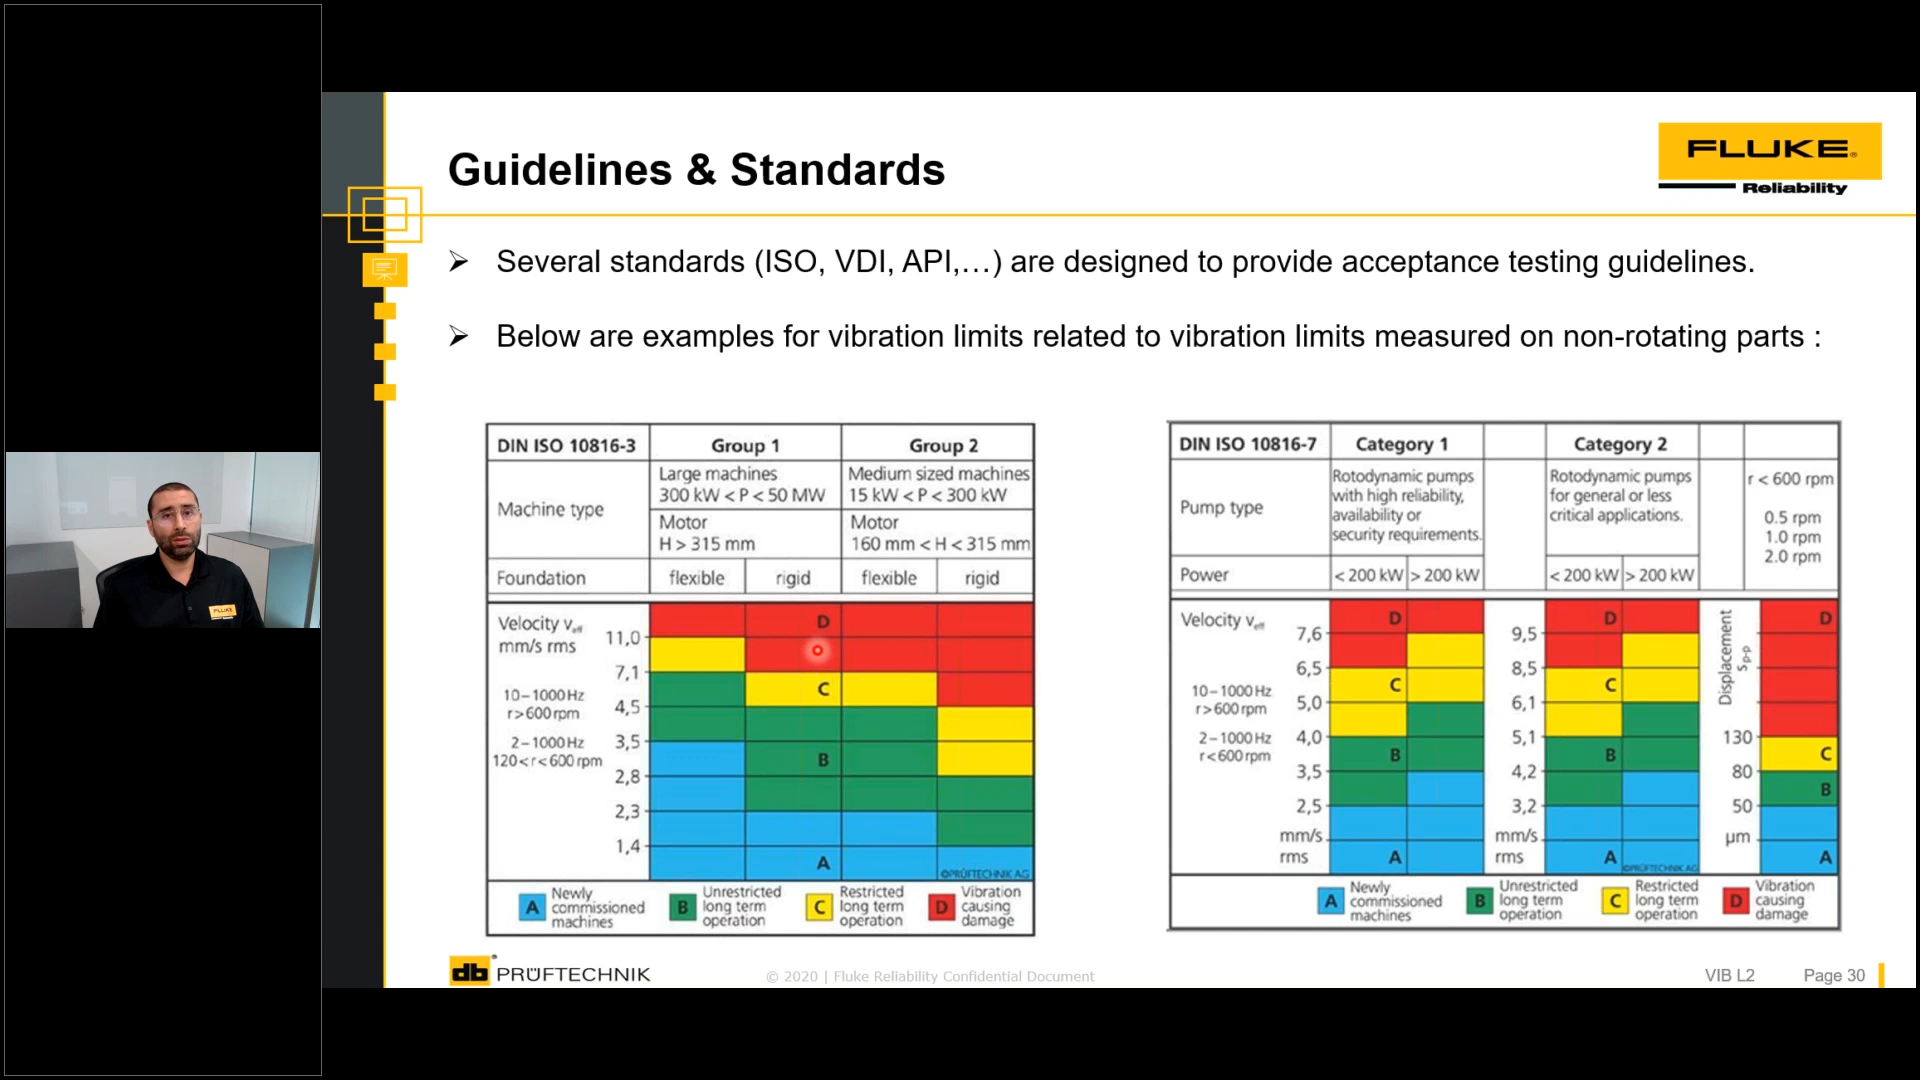 Guidelines & Standards
FLUKE®
Reliability
➢ Several standards (ISO, VDI, API,…) are designed to provide acceptance testing guidelines.
➢ Below are examples for vibration limits related to vibration limits measured on non-rotating parts :
DIN ISO 10816-3 Group 1 Group 2
Machine type
Large machines
300 kW < P < 50 MW
Motor
H > 315 mm
Medium sized machines
15 kW < P < 300 kW
Motor
160 mm < H < 315 mm
Foundation flexible rigid flexible rigid
Velocity veff
mm/s rms
10 – 1000 Hz
r > 600 rpm
2 – 1000 Hz
120 < r < 600 rpm
11,0
7,1
4,5
3,5
2,8
2,3
1,4
D
C
B
A
©PRÜFTECHNIK AG
A Newly
commissioned
machines
B Unrestricted
long term
operation
C Restricted
long term
operation
D Vibration
causing
damage
DIN ISO 10816-7 Category 1 Category 2
Pump type
Rotodynamic pumps
with high reliability,
availability or
security requirements.
Rotodynamic pumps
for general or less
critical applications.
r < 600 rpm
0.5 rpm
1.0 rpm
2.0 rpm
Power < 200 kW > 200 kW < 200 kW > 200 kW
Velocity veff
10 – 1000 Hz
r > 600 rpm
2 – 1000 Hz
r < 600 rpm
7,6
6,5
5,0
4,0
3,5
2,5
mm/s
rms
D
C
B
A
9,5
8,5
6,1
5,1
4,2
3,2
mm/s
rms
D
C
B
A
©PRÜFTECHNIK AG
Displacement
Sp-p
130
80
50
µm
D
C
B
A
A Newly
commissioned
machines
B Unrestricted
long term
operation
C Restricted
long term
operation
D Vibration
causing
damage
FLUKE
db PRÜFTECHNIK
© 2020 | Fluke Reliability Confidential Document
VIB L2 Page 30